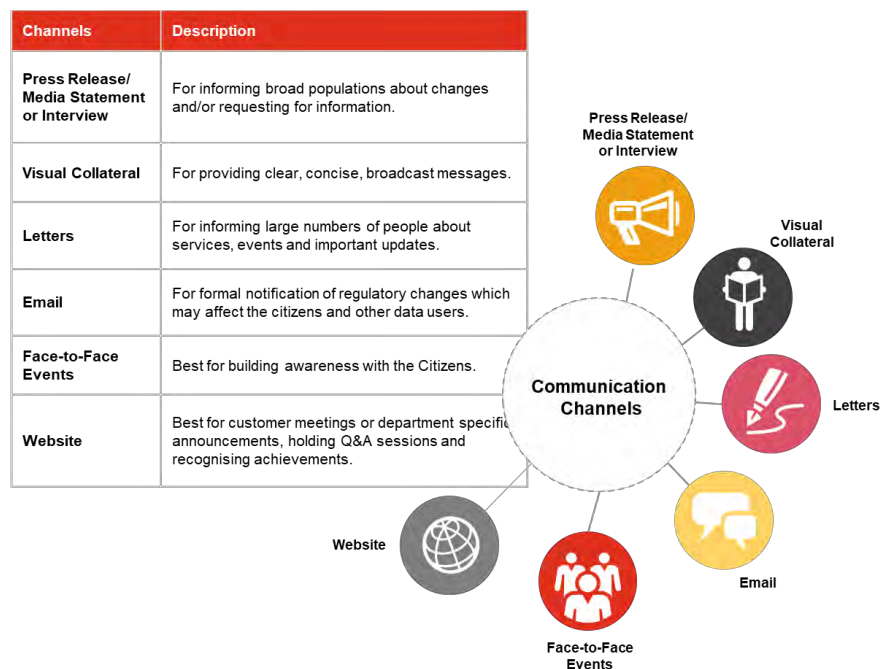 Channels
Description
Press Release/
Media Statement
or Interview
For informing broad populations about changes
and/or requesting for information.
Visual Collateral
For providing clear, concise, broadcast messages.
Letters
For informing large numbers of people about
services, events and important updates.
Email
For formal notification of regulatory changes which
may affect the citizens and other data users.
Face-to-Face
Events
Best for building awareness with the Citizens.
Website
Best for customer meetings or department specific
announcements, holding Q&A sessions and
recognising achievements.
Press Release/
Media Statement
or Interview
Visual
Collateral
Communication
Channels
Letters
Website
Email
Face-to-Face
Events